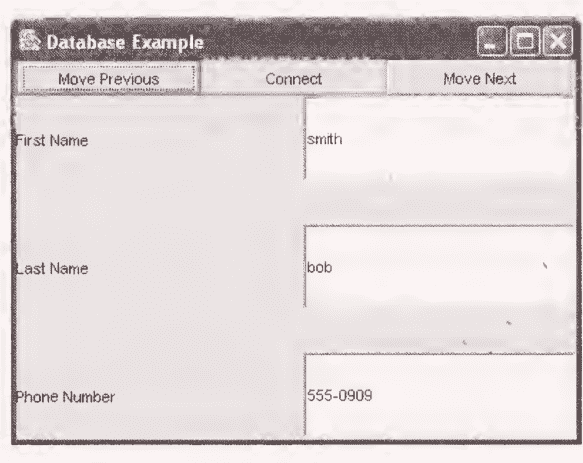 Database Example
Move Previous Connect Move Next
First Name smith
Last Name bob
Phone Number 555-0909